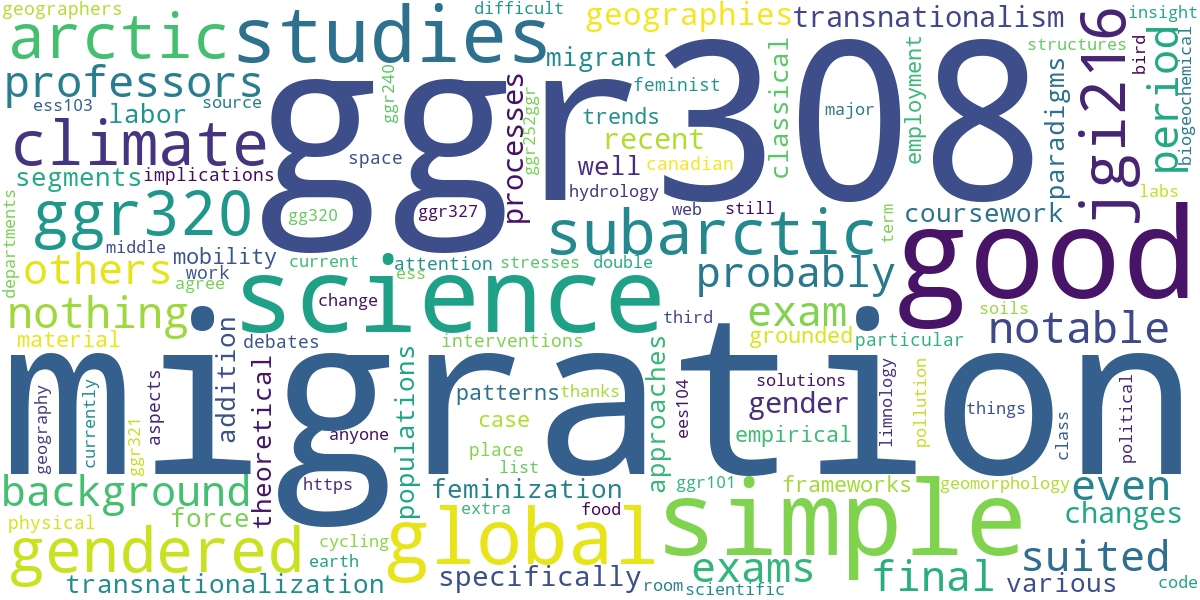 geographers
difficult
arctic
studies
geographies
transnationalism
insight
professors
migrant
structures
bird
ess103
source
labor
ggr240
feminist
trends
major
recent
classical
employment
paradigms
jgi216
period
biogeochemical
climate
space
processes
ggr252ggr
well
canadian
labs
segments
implications
hydrology
ggr308
ggr320
gg320
ggr327
web
still
term
coursework
subarctic
good
departments
middle
mobility
others
work
agree
current
attention
ess
stresses
double
probably
nothing
science
change
third
exam
grounded
soils
particular
notable
material
addition
debates
interventions
migration
geography
currently
ggr321
aspects
theoretical
anyone
https
populations
patterns
thanks
case
place
list
approaches
ees104
solutions
gender
empirical
limnology
pollution
things
class
political
background
force
feminization
extra
food
ggr101
frameworks
geomorphology
even
changes
physical
gendered
cycling
earth
global
simple
suited
transnationalization
specifically
room
scientific
exams
final
various
code